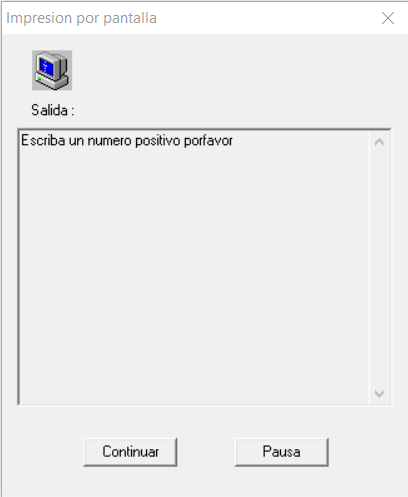 Impresion por pantalla
Salida :
Escriba un numero positivo porfavor
Continuar
Pausa